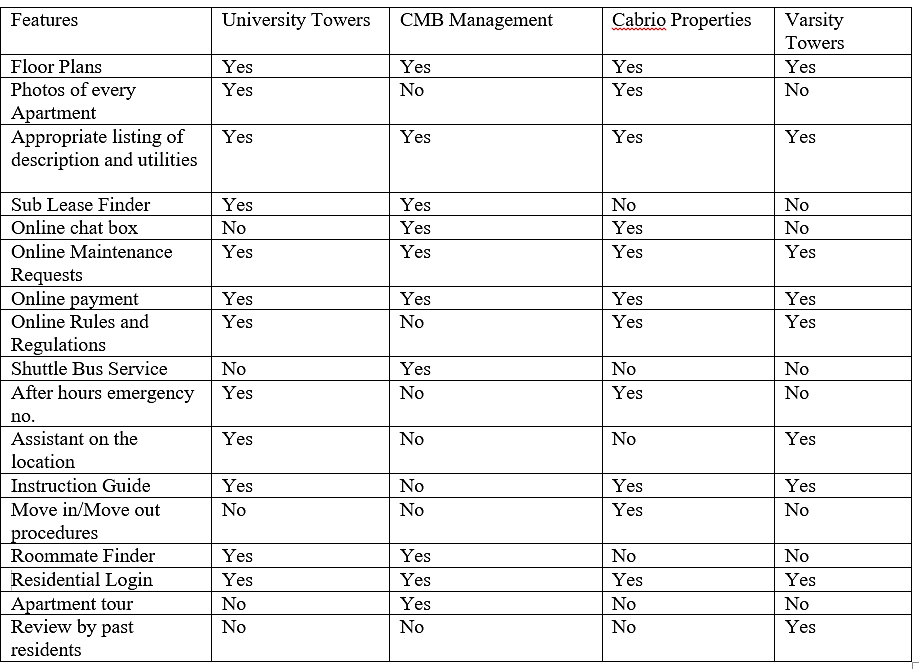 Features University Towers CMB Management Cabrio Properties Varsity
Towers
Floor Plans Yes Yes Yes Yes
Photos of every Yes No Yes No
Apartment
Appropriate listing of Yes Yes Yes Yes
description and utilities
Sub Lease Finder Yes Yes No No
Online chat box No Yes Yes No
Online Maintenance Yes Yes Yes Yes
Requests
Online payment Yes Yes Yes Yes
Online Rules and Yes No Yes Yes
Regulations
Shuttle Bus Service No Yes No No
After hours emergency Yes No Yes No
no.
Assistant on the Yes No No Yes
location
Instruction Guide Yes No Yes Yes
Move in/Move out No No Yes No
procedures
Roommate Finder Yes Yes No No
Residential Login Yes Yes Yes Yes
Apartment tour No Yes No No
Review by past No No No Yes
residents